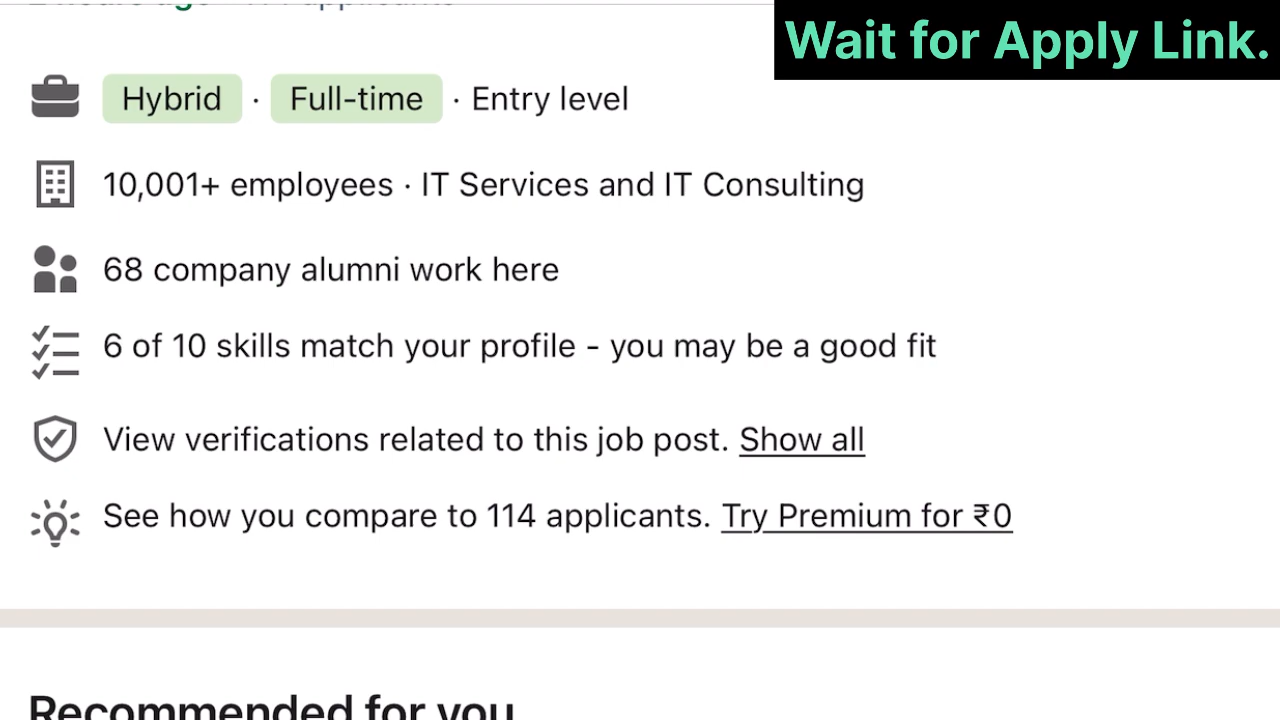 Wait for Apply Link.
Hybrid · Full-time · Entry level
10,001+ employees · IT Services and IT Consulting
68 company alumni work here
6 of 10 skills match your profile - you may be a good fit
View verifications related to this job post. Show all
See how you compare to 114 applicants. Try Premium for ₹0
Recommended for you